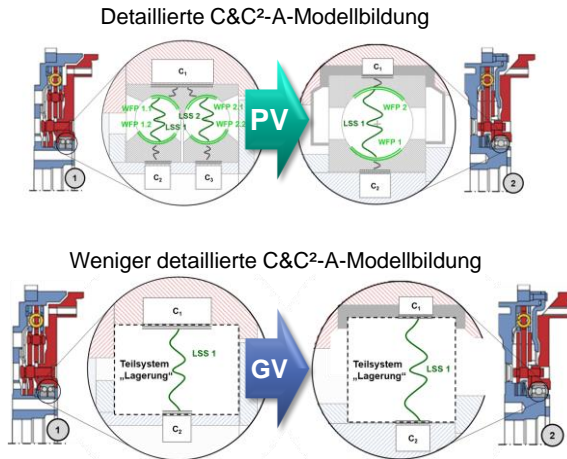 Detaillierte C&C²-A-Modellbildung
C₁
WFP 1.1
WFP 2.1
LSS 2
WFP 1.2
LSS 1
WFP 2.2
C₂
C₃
1
PV
C₁
WFP 2
LSS 1
WFP 1
C₂
2
Weniger detaillierte C&C²-A-Modellbildung
C₁
LSS 1
Teilsystem
„Lagerung“
C₂
1
GV
C₁
LSS 1
Teilsystem
„Lagerung“
C₂
2